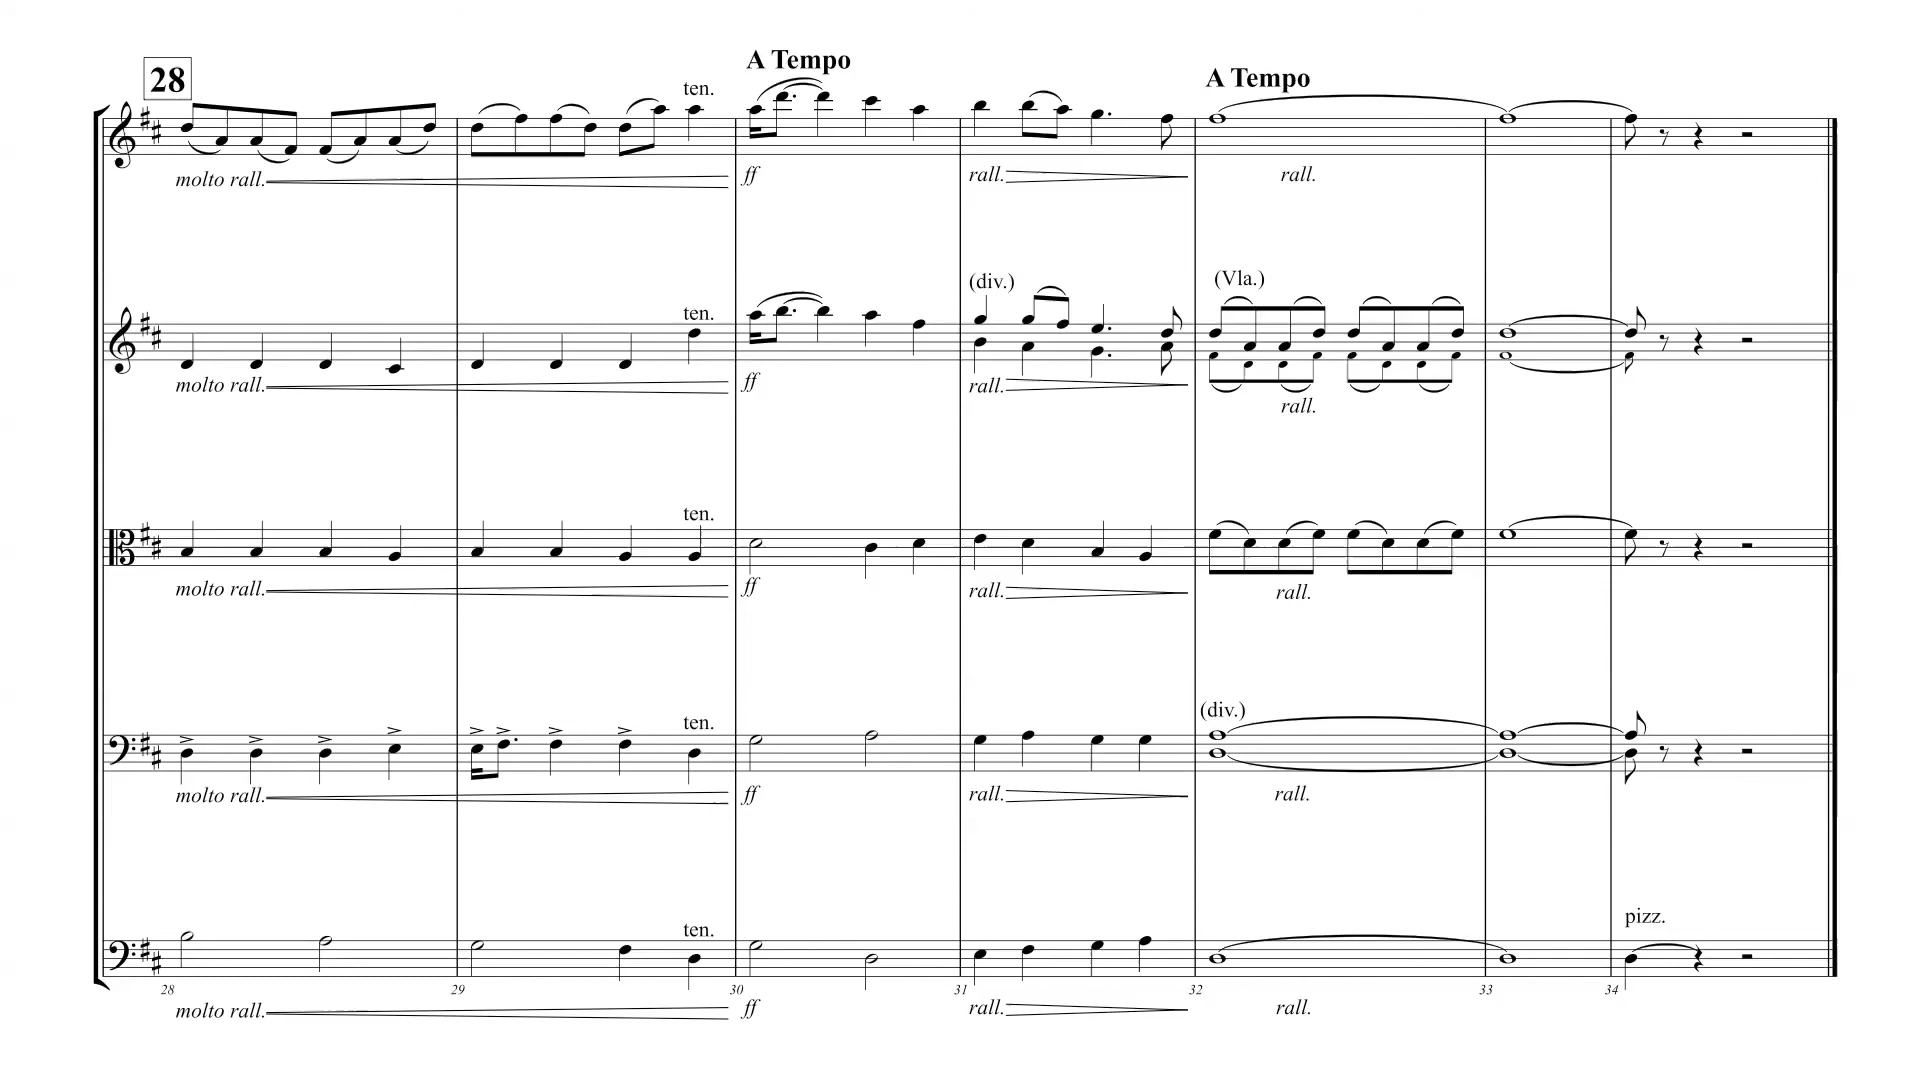 A Tempo
28
A Tempo
ten.
molto rall.
ff
rall.
rall.
(div.)
(Vla.)
ten.
molto rall.
ff
rall.
rall.
ten.
molto rall.
ff
rall.
rall.
(div.)
ten.
molto rall.
ff
rall.
rall.
pizz.
ten.
28 29 30 31 32 33 34
molto rall.
ff
rall.
rall.